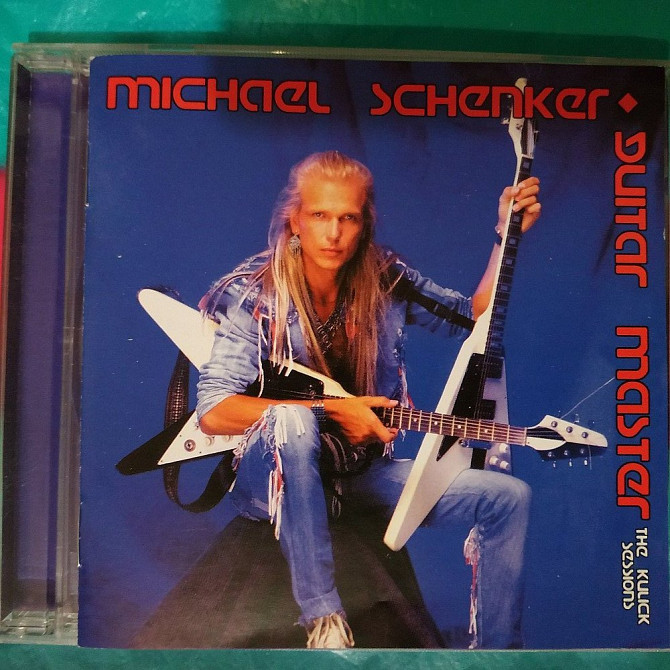 MICHAEL SCHENKER
GUITAR MASTER
THE KULICK
SESSIONS